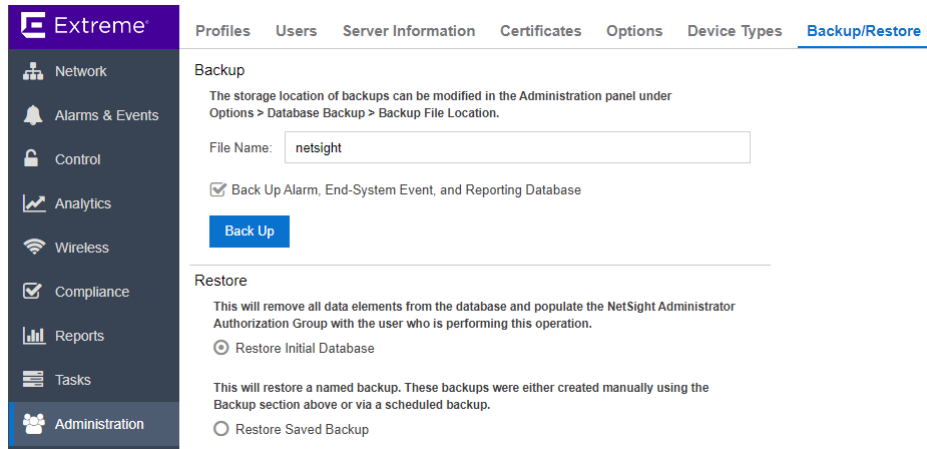 Extreme
Profiles Users Server Information Certificates Options Device Types Backup/Restore
Network
Alarms & Events
Control
Analytics
Wireless
Compliance
Reports
Tasks
Administration
Backup
The storage location of backups can be modified in the Administration panel under
Options > Database Backup > Backup File Location.
File Name: netsight
Back Up Alarm, End-System Event, and Reporting Database
Back Up
Restore
This will remove all data elements from the database and populate the NetSight Administrator
Authorization Group with the user who is performing this operation.
Restore Initial Database
This will restore a named backup. These backups were either created manually using the
Backup section above or via a scheduled backup.
Restore Saved Backup